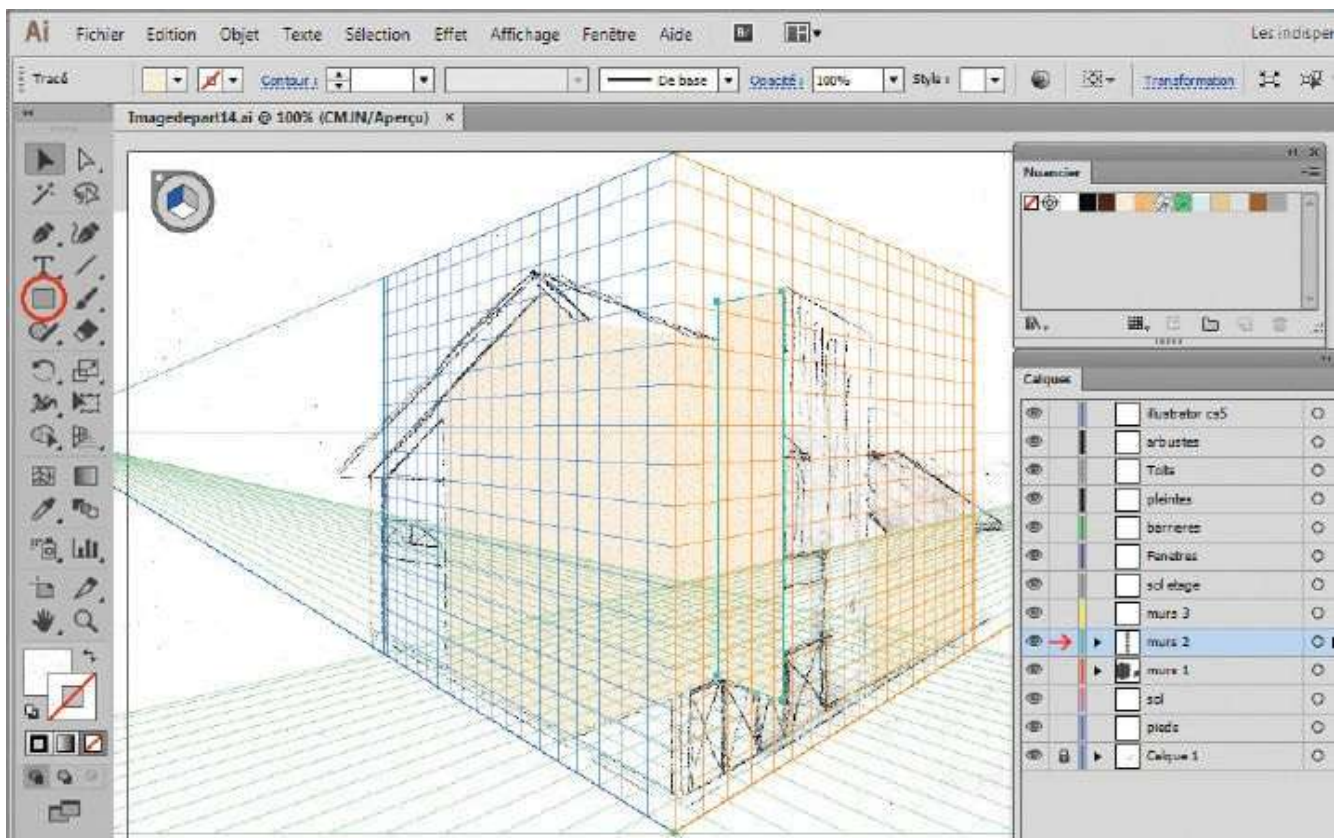 Ai Fichier Edition Objet Texte Sélection Effet Affichage Fenêtre Aide Br Les indisper
Tracé Contour : De base Opacité : 100% Style : Transformation
Imagedepart14.ai @ 100% (CMJN/Aperçu) ×
Nuancier
Calques
illustrator cs5
arbustes
Toits
pleintes
barrieres
Fenetres
sol etage
murs 3
murs 2
murs 1
sol
pieds
Calque 1